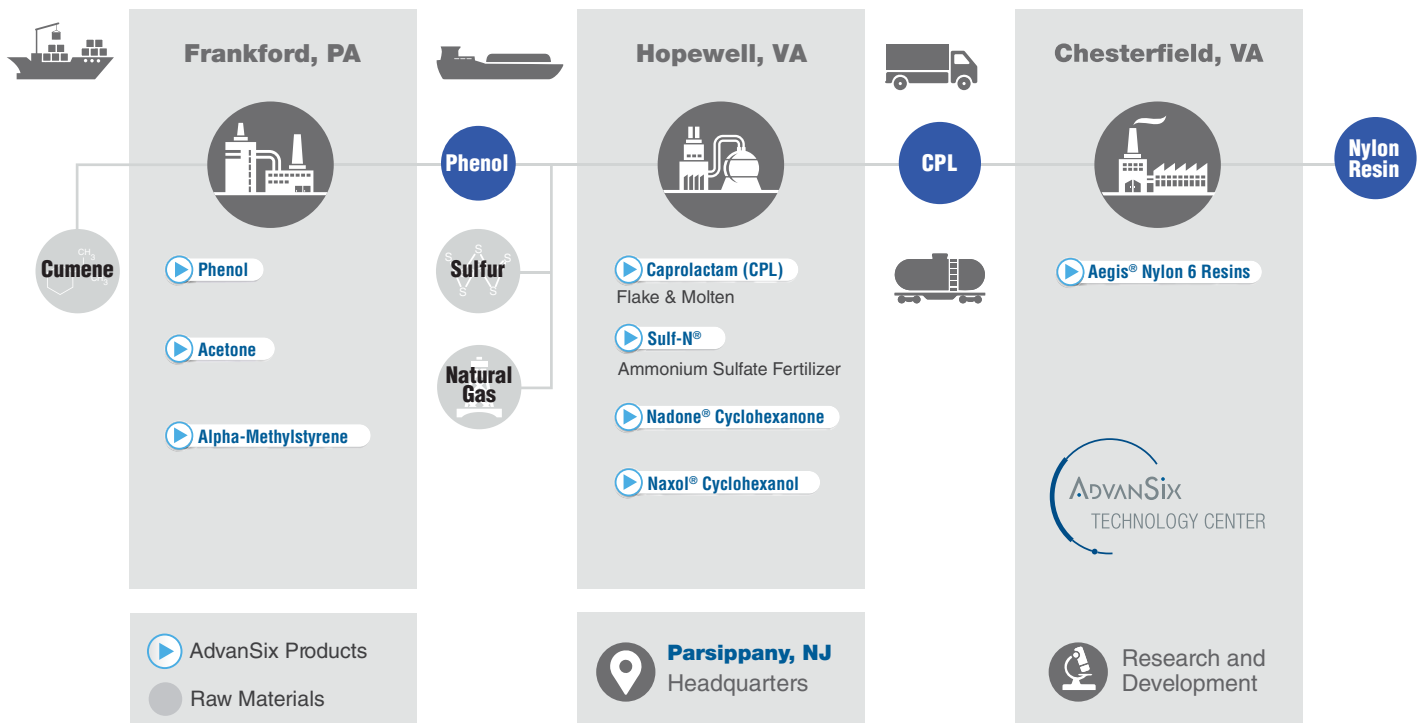 Frankford, PA
Hopewell, VA
Chesterfield, VA
Phenol
CPL
Nylon
Resin
CH3
CH3
Cumene
Phenol
Acetone
Alpha-Methylstyrene
S
S
S
S
S
Sulfur
Natural
Gas
Caprolactam (CPL)
Flake & Molten
Sulf-N®
Ammonium Sulfate Fertilizer
Nadone® Cyclohexanone
Naxol® Cyclohexanol
Aegis® Nylon 6 Resins
ADVANSIX
TECHNOLOGY CENTER
AdvanSix Products
Raw Materials
Parsippany, NJ
Headquarters
Research and
Development